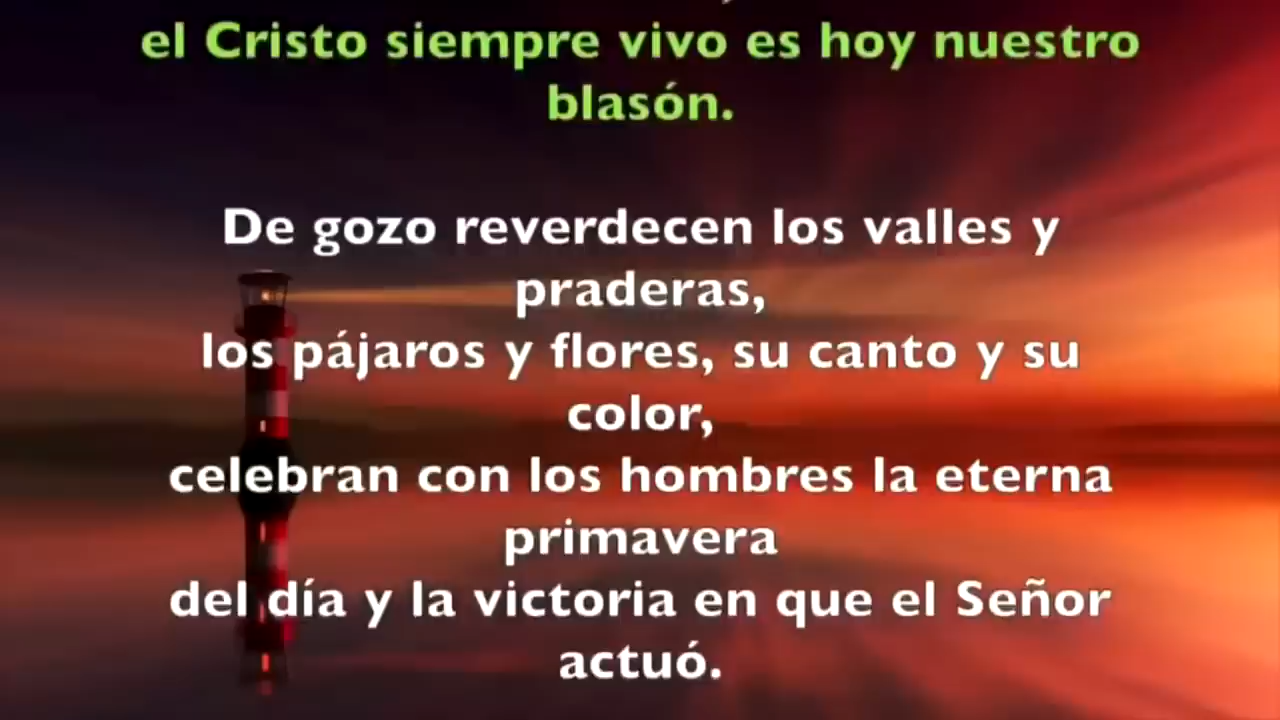 el Cristo siempre vivo es hoy nuestro
blasón.
De gozo reverdecen los valles y
praderas,
los pájaros y flores, su canto y su
color,
celebran con los hombres la eterna
primavera
del día y la victoria en que el Señor
actuó.